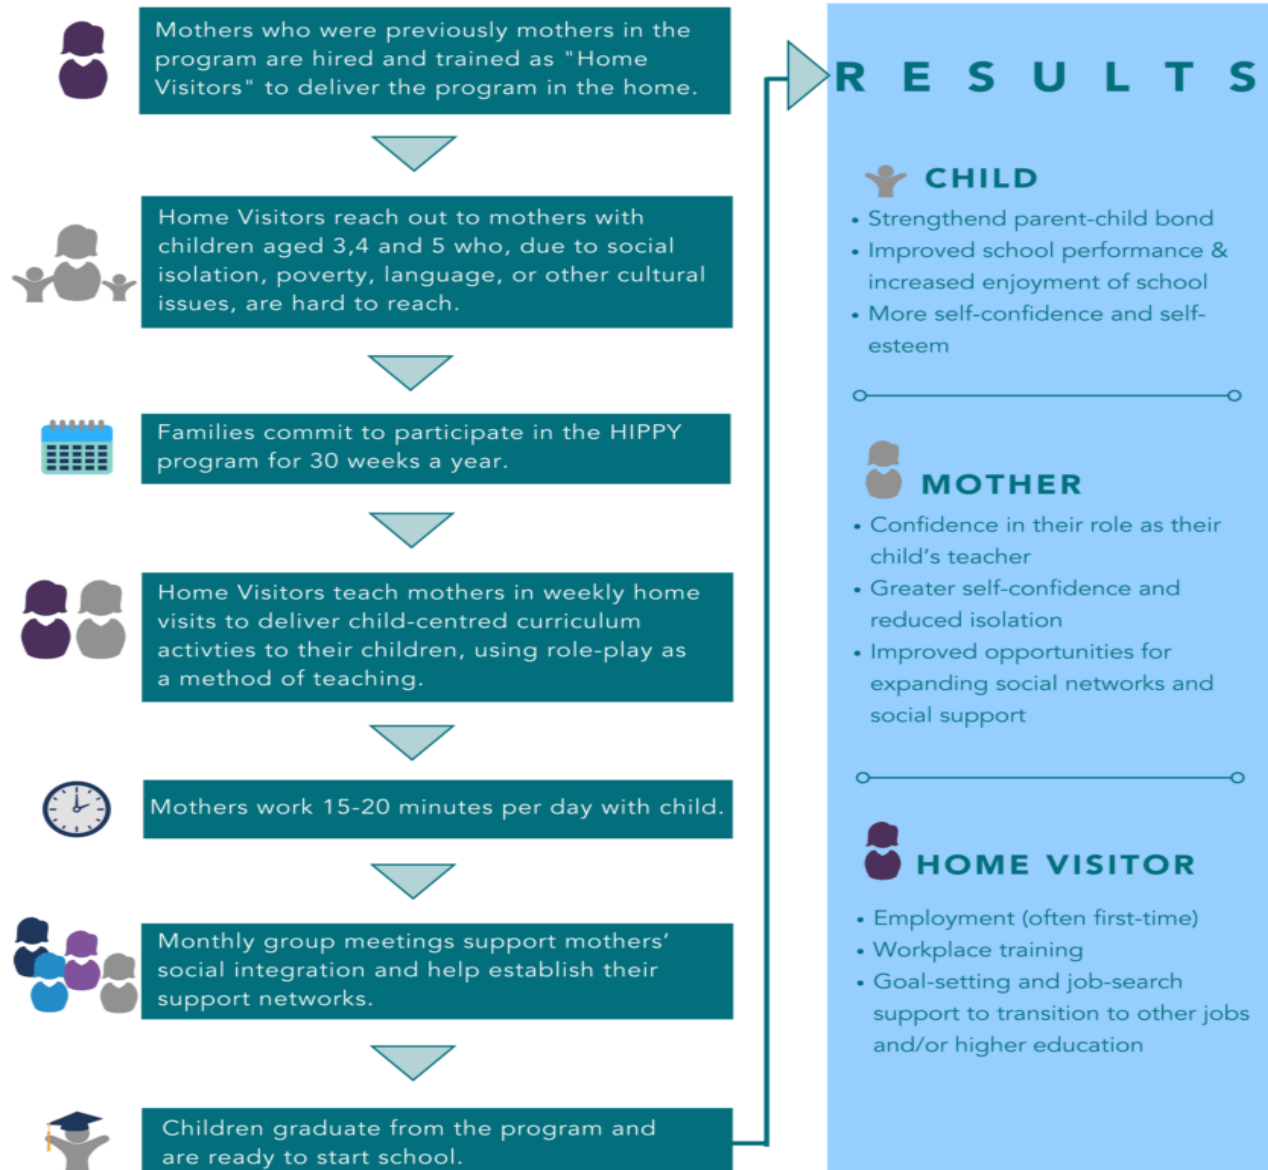 Mothers who were previously mothers in the
program are hired and trained as "Home
Visitors" to deliver the program in the home.
Home Visitors reach out to mothers with
children aged 3,4 and 5 who, due to social
isolation, poverty, language, or other cultural
issues, are hard to reach.
Families commit to participate in the HIPPY
program for 30 weeks a year.
Home Visitors teach mothers in weekly home
visits to deliver child-centred curriculum
activties to their children, using role-play as
a method of teaching.
Mothers work 15-20 minutes per day with child.
Monthly group meetings support mothers’
social integration and help establish their
support networks.
Children graduate from the program and
are ready to start school.
RESULTS
CHILD
• Strengthend parent-child bond
• Improved school performance &
increased enjoyment of school
• More self-confidence and self-
esteem
MOTHER
• Confidence in their role as their
child’s teacher
• Greater self-confidence and
reduced isolation
• Improved opportunities for
expanding social networks and
social support
HOME VISITOR
• Employment (often first-time)
• Workplace training
• Goal-setting and job-search
support to transition to other jobs
and/or higher education